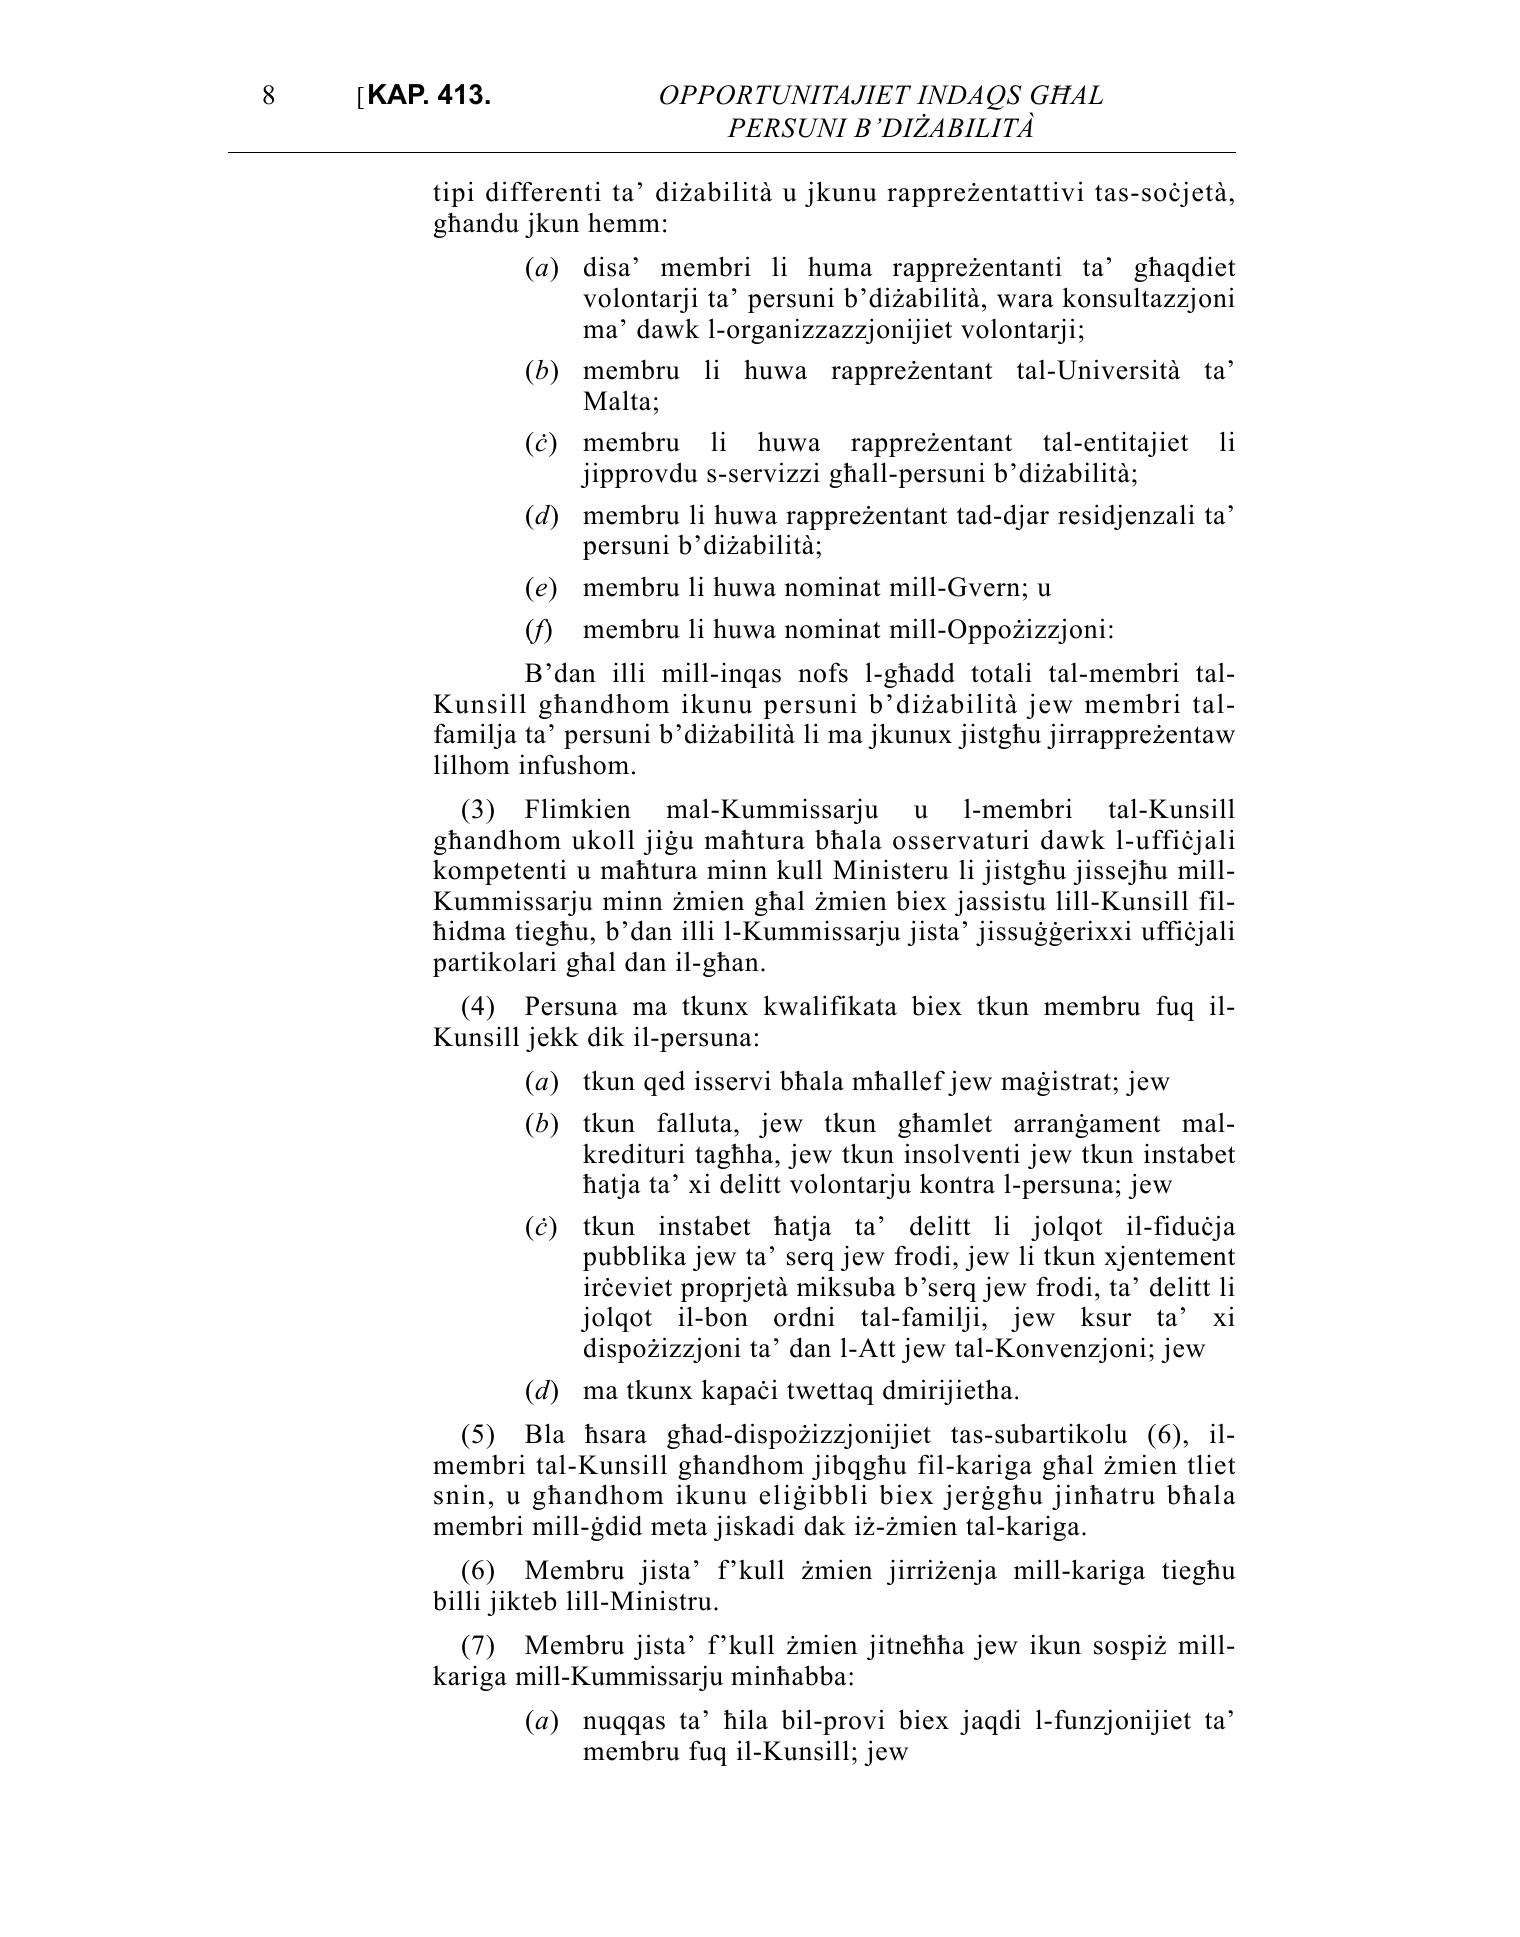 8 [KAP. 413. OPPORTUNITAJIET INDAQS GĦAL
PERSUNI B’DIŻABILITÀ
tipi differenti ta’ diżabilità u jkunu rappreżentattivi tas-soċjetà,
għandu jkun hemm:
(a) disa’ membri li huma rappreżentanti ta’ għaqdiet
volontarji ta’ persuni b’diżabilità, wara konsultazzjoni
ma’ dawk l-organizzazzjonijiet volontarji;
(b) membru li huwa rappreżentant tal-Università ta’
Malta;
(ċ) membru li huwa rappreżentant tal-entitajiet li
jipprovdu s-servizzi għall-persuni b’diżabilità;
(d) membru li huwa rappreżentant tad-djar residjenzali ta’
persuni b’diżabilità;
(e) membru li huwa nominat mill-Gvern; u
(f) membru li huwa nominat mill-Oppożizzjoni:
B’dan illi mill-inqas nofs l-għadd totali tal-membri tal-
Kunsill għandhom ikunu persuni b’diżabilità jew membri tal-
familja ta’ persuni b’diżabilità li ma jkunux jistgħu jirrappreżentaw
lilhom infushom.
(3) Flimkien mal-Kummissarju u l-membri tal-Kunsill
għandhom ukoll jiġu maħtura bħala osservaturi dawk l-uffiċjali
kompetenti u maħtura minn kull Ministeru li jistgħu jissejħu mill-
Kummissarju minn żmien għal żmien biex jassistu lill-Kunsill fil-
ħidma tiegħu, b’dan illi l-Kummissarju jista’ jissuġġerixxi uffiċjali
partikolari għal dan il-għan.
(4) Persuna ma tkunx kwalifikata biex tkun membru fuq il-
Kunsill jekk dik il-persuna:
(a) tkun qed isservi bħala mħallef jew maġistrat; jew
(b) tkun falluta, jew tkun għamlet arranġament mal-
kredituri tagħha, jew tkun insolventi jew tkun instabet
ħatja ta’ xi delitt volontarju kontra l-persuna; jew
(ċ) tkun instabet ħatja ta’ delitt li jolqot il-fiduċja
pubblika jew ta’ serq jew frodi, jew li tkun xjentement
irċeviet proprjetà miksuba b’serq jew frodi, ta’ delitt li
jolqot il-bon ordni tal-familji, jew ksur ta’ xi
dispożizzjoni ta’ dan l-Att jew tal-Konvenzjoni; jew
(d) ma tkunx kapaċi twettaq dmirijietha.
(5) Bla ħsara għad-dispożizzjonijiet tas-subartikolu (6), il-
membri tal-Kunsill għandhom jibqgħu fil-kariga għal żmien tliet
snin, u għandhom ikunu eliġibbli biex jerġgħu jinħatru bħala
membri mill-ġdid meta jiskadi dak iż-żmien tal-kariga.
(6) Membru jista’ f’kull żmien jirriżenja mill-kariga tiegħu
billi jikteb lill-Ministru.
(7) Membru jista’ f’kull żmien jitneħħa jew ikun sospiż mill-
kariga mill-Kummissarju minħabba:
(a) nuqqas ta’ ħila bil-provi biex jaqdi l-funzjonijiet ta’
membru fuq il-Kunsill; jew